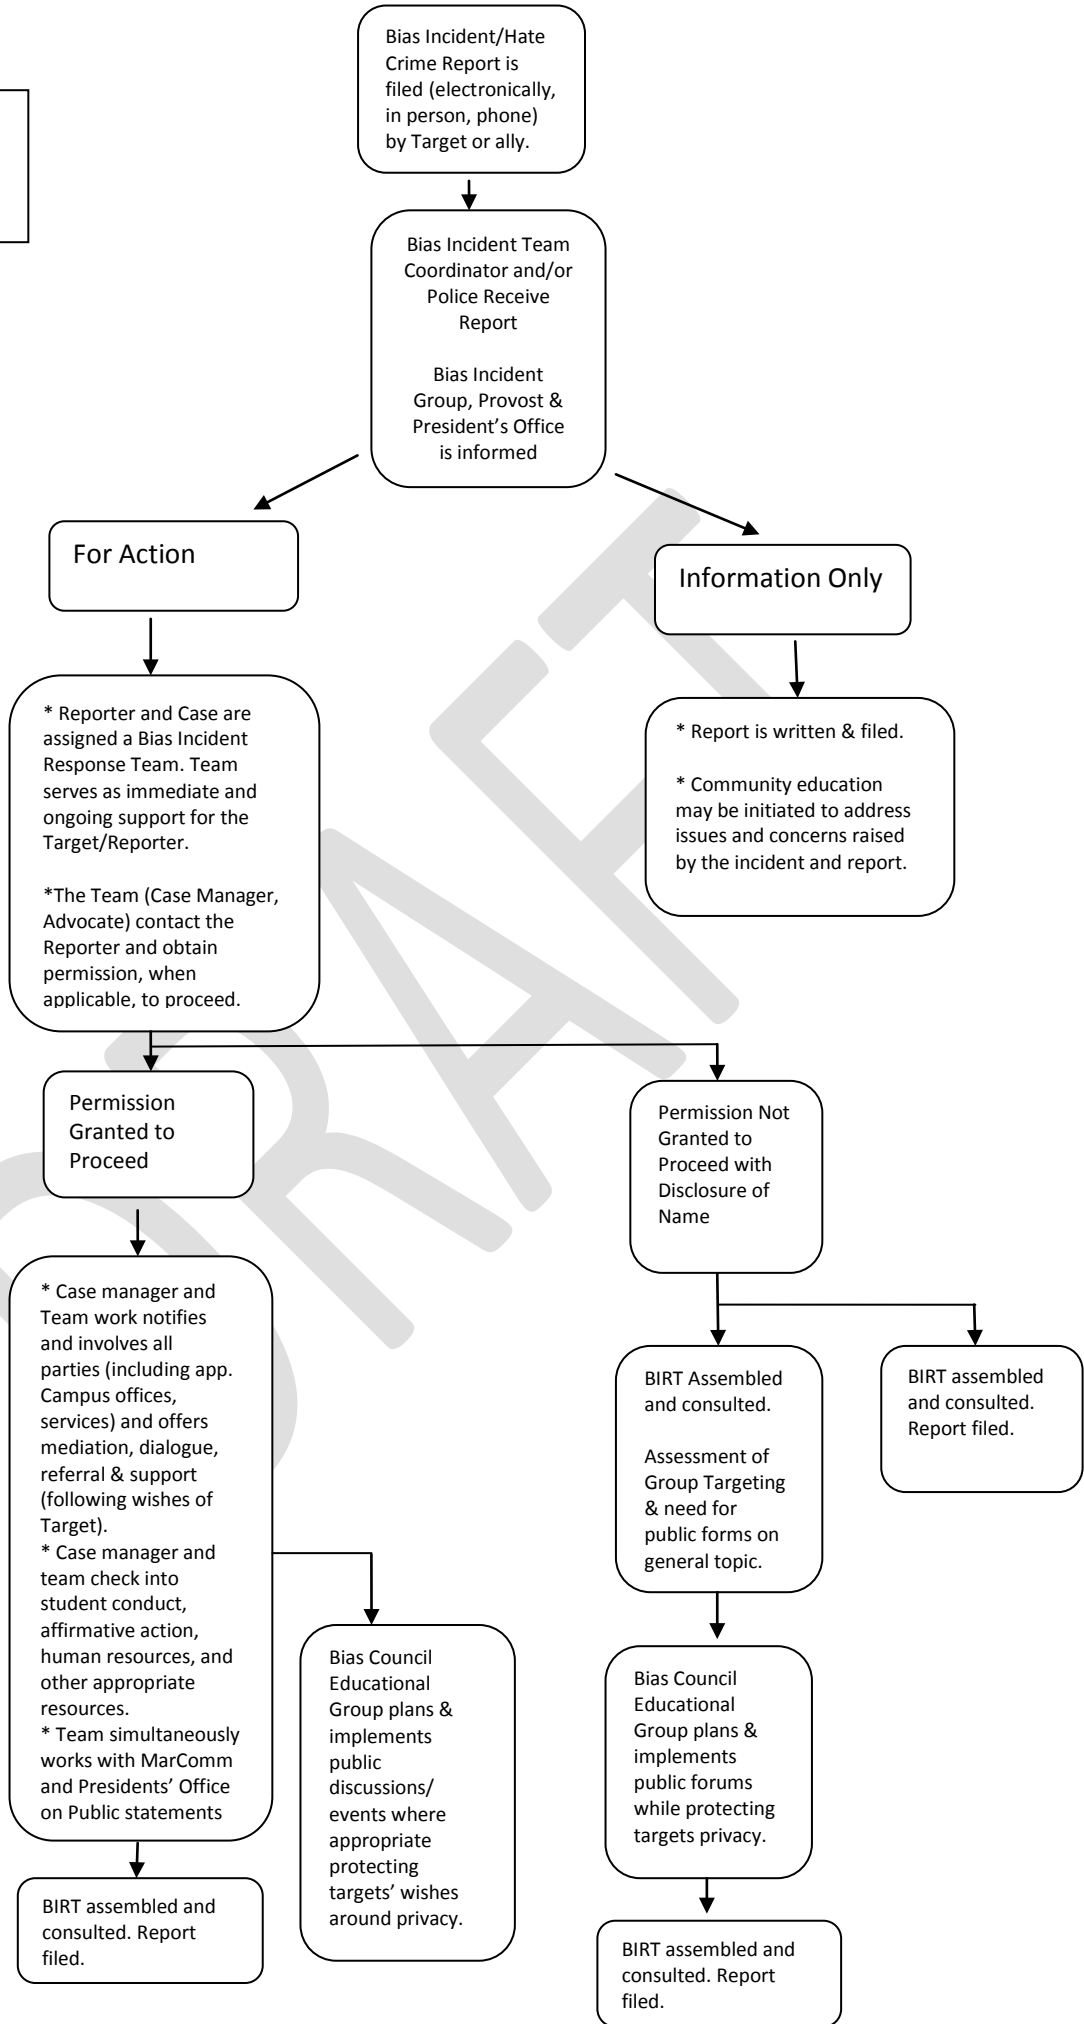 Bias Incident/Hate
Crime Report is
filed (electronically,
in person, phone)
by Target or ally.
Bias Incident Team
Coordinator and/or
Police Receive
Report
Bias Incident
Group, Provost &
President’s Office
is informed
For Action
Information Only
* Reporter and Case are
assigned a Bias Incident
Response Team. Team
serves as immediate and
ongoing support for the
Target/Reporter.
*The Team (Case Manager,
Advocate) contact the
Reporter and obtain
permission, when
applicable, to proceed.
* Report is written & filed.
* Community education
may be initiated to address
issues and concerns raised
by the incident and report.
Permission
Granted to
Proceed
Permission Not
Granted to
Proceed with
Disclosure of
Name
* Case manager and
Team work notifies
and involves all
parties (including app.
Campus offices,
services) and offers
mediation, dialogue,
referral & support
(following wishes of
Target).
* Case manager and
team check into
student conduct,
affirmative action,
human resources, and
other appropriate
resources.
* Team simultaneously
works with MarComm
and Presidents’ Office
on Public statements
BIRT Assembled
and consulted.
Assessment of
Group Targeting
& need for
public forms on
general topic.
BIRT assembled
and consulted.
Report filed.
Bias Council
Educational
Group plans &
implements
public
discussions/
events where
appropriate
protecting
targets’ wishes
around privacy.
Bias Council
Educational
Group plans &
implements
public forums
while protecting
targets privacy.
BIRT assembled and
consulted. Report
filed.
BIRT assembled and
consulted. Report
filed.
DRAFT